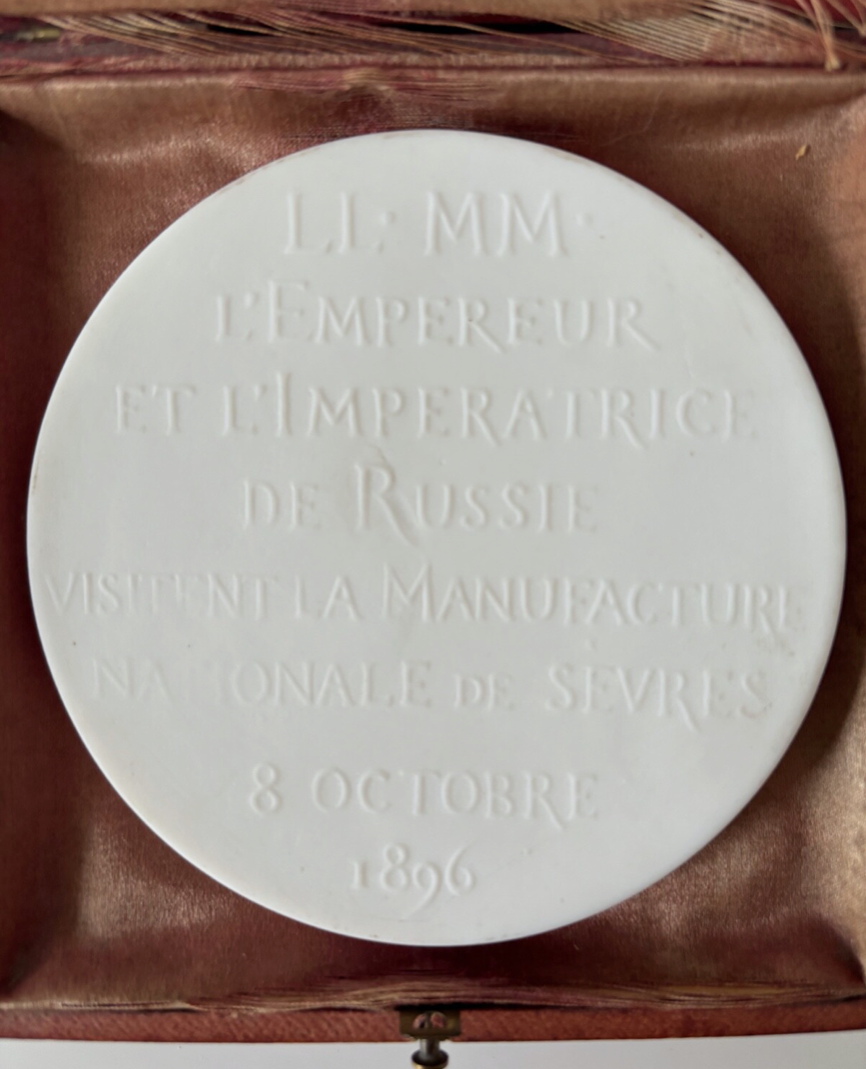 LL· MM·
L'EMPEREUR
ET L'IMPERATRICE
DE RUSSIE
VISITENT LA MANUFACTURE
NATIONALE DE SEVRES
8 OCTOBRE
1896